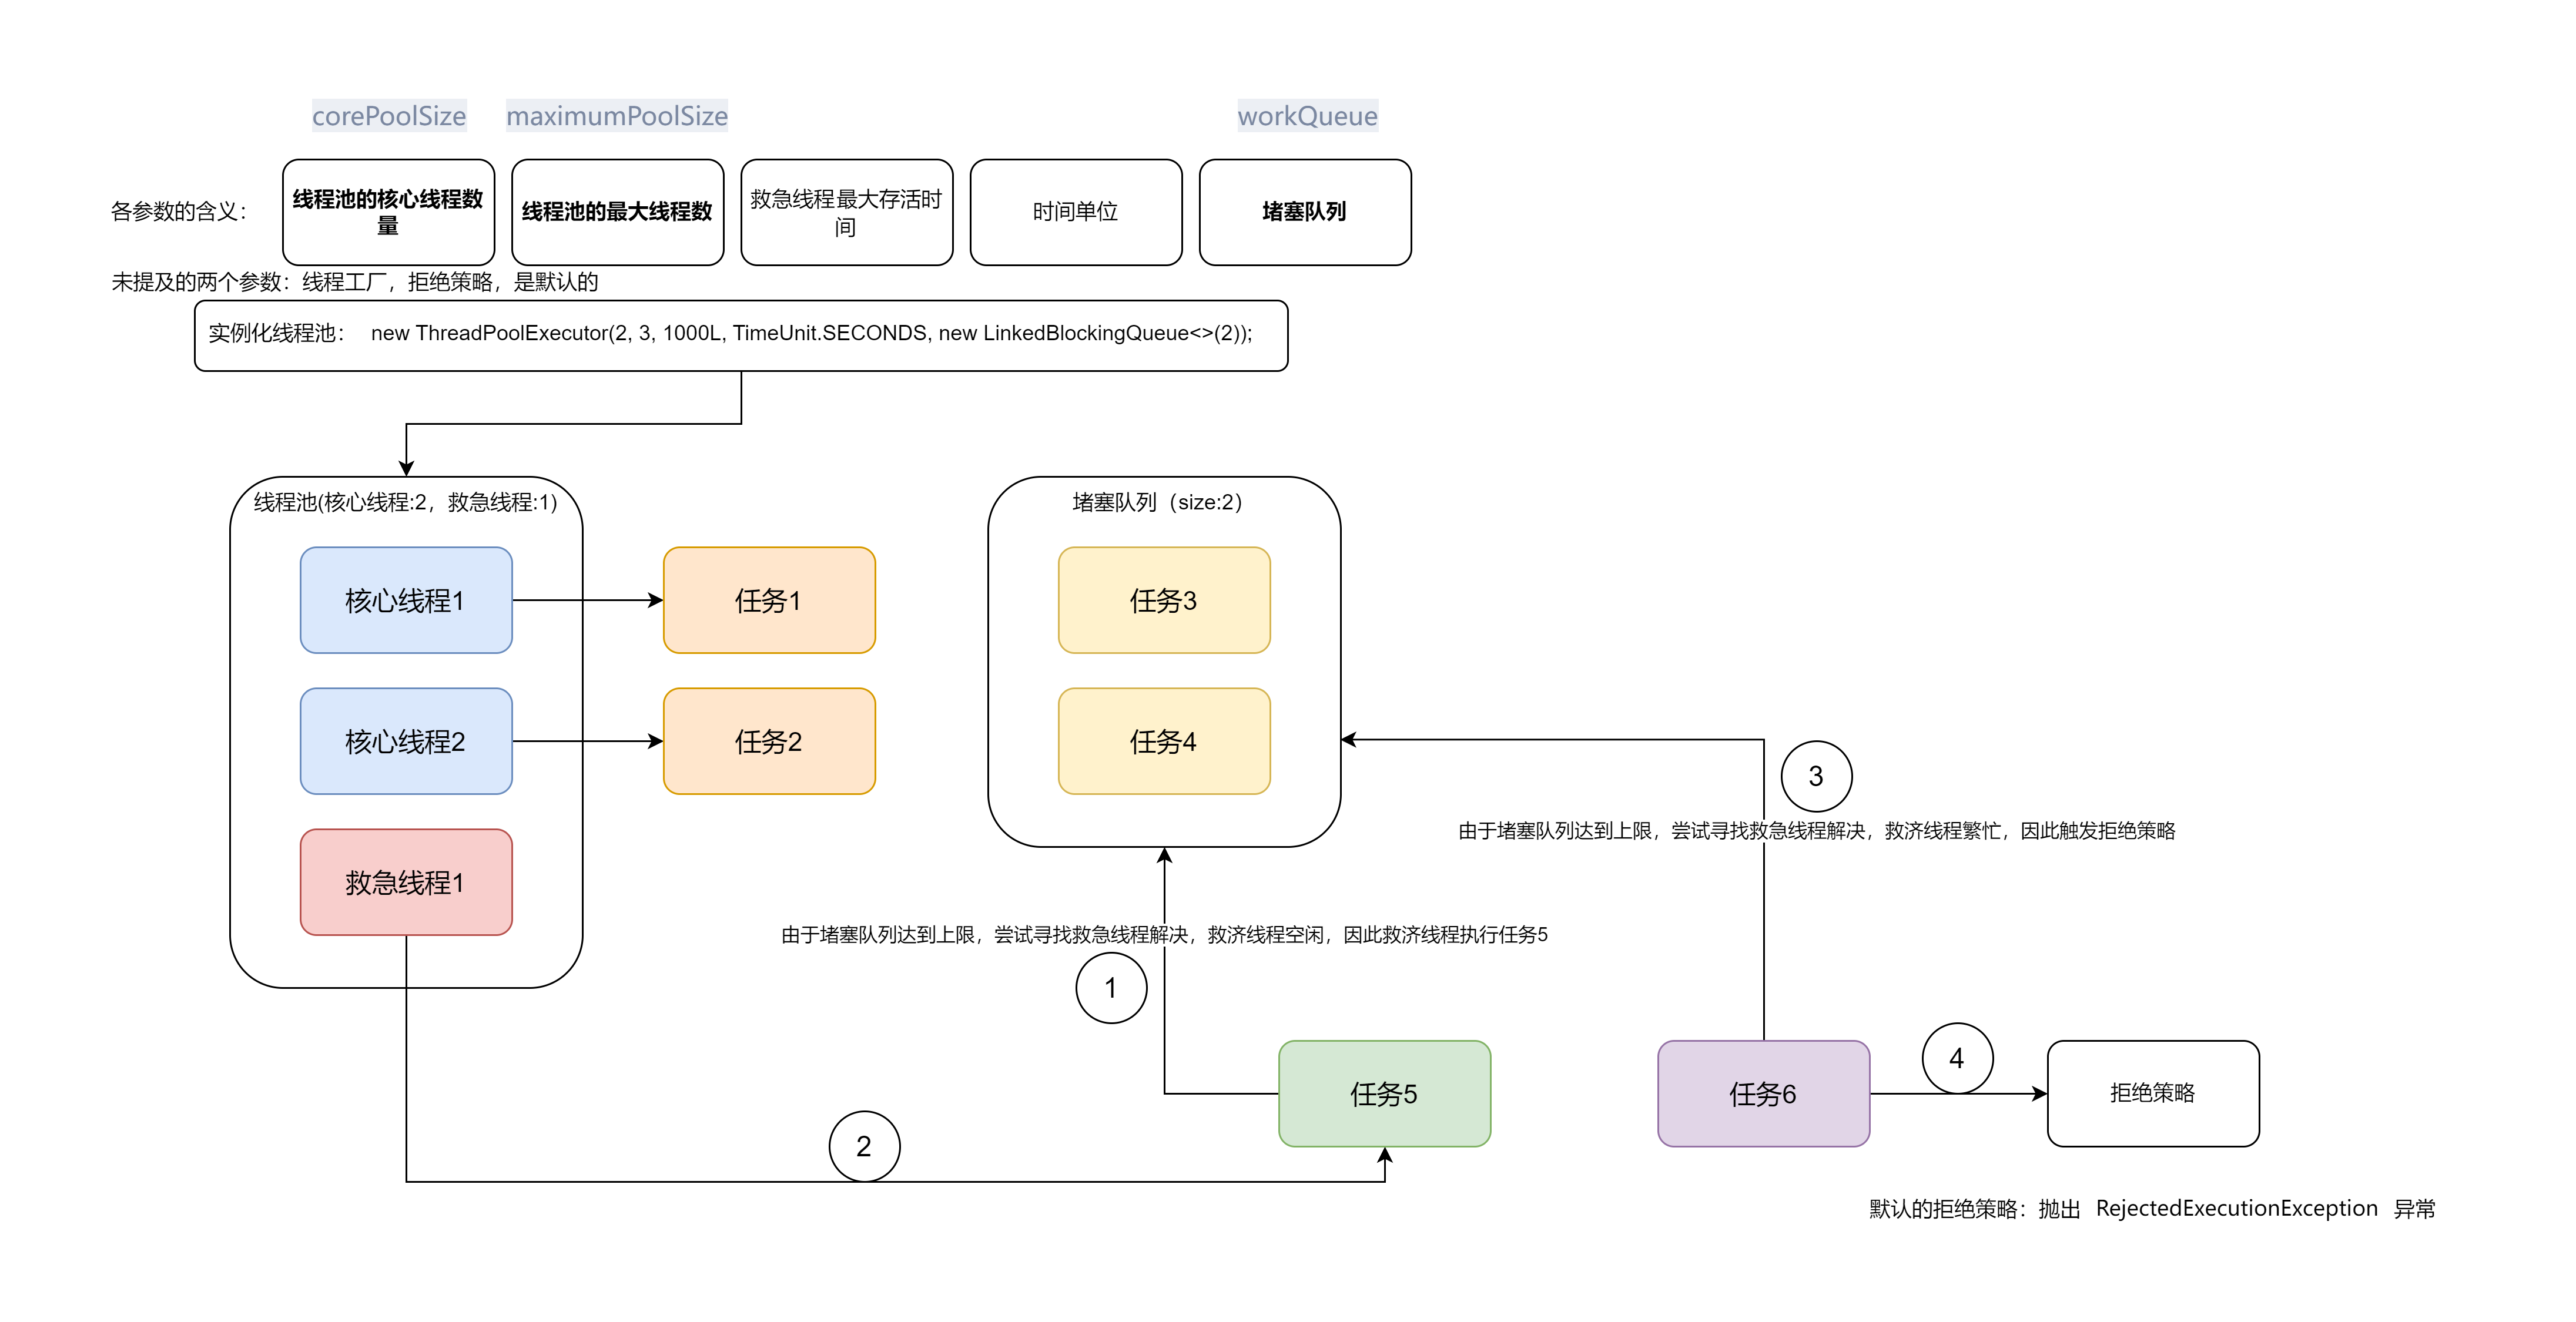 corePoolSize
maximumPoolSize
workQueue
各参数的含义：
线程池的核心线程数
量
线程池的最大线程数
救急线程最大存活时
间
时间单位
堵塞队列
未提及的两个参数：线程工厂，拒绝策略，是默认的
实例化线程池： new ThreadPoolExecutor(2, 3, 1000L, TimeUnit.SECONDS, new LinkedBlockingQueue<>(2));
线程池(核心线程:2，救急线程:1)
堵塞队列（size:2）
核心线程1
任务1
任务3
核心线程2
任务2
任务4
3
由于堵塞队列达到上限，尝试寻找救急线程解决，救济线程繁忙，因此触发拒绝策略
救急线程1
由于堵塞队列达到上限，尝试寻找救急线程解决，救济线程空闲，因此救济线程执行任务5
1
4
任务5
任务6
拒绝策略
2
默认的拒绝策略：抛出 RejectedExecutionException 异常